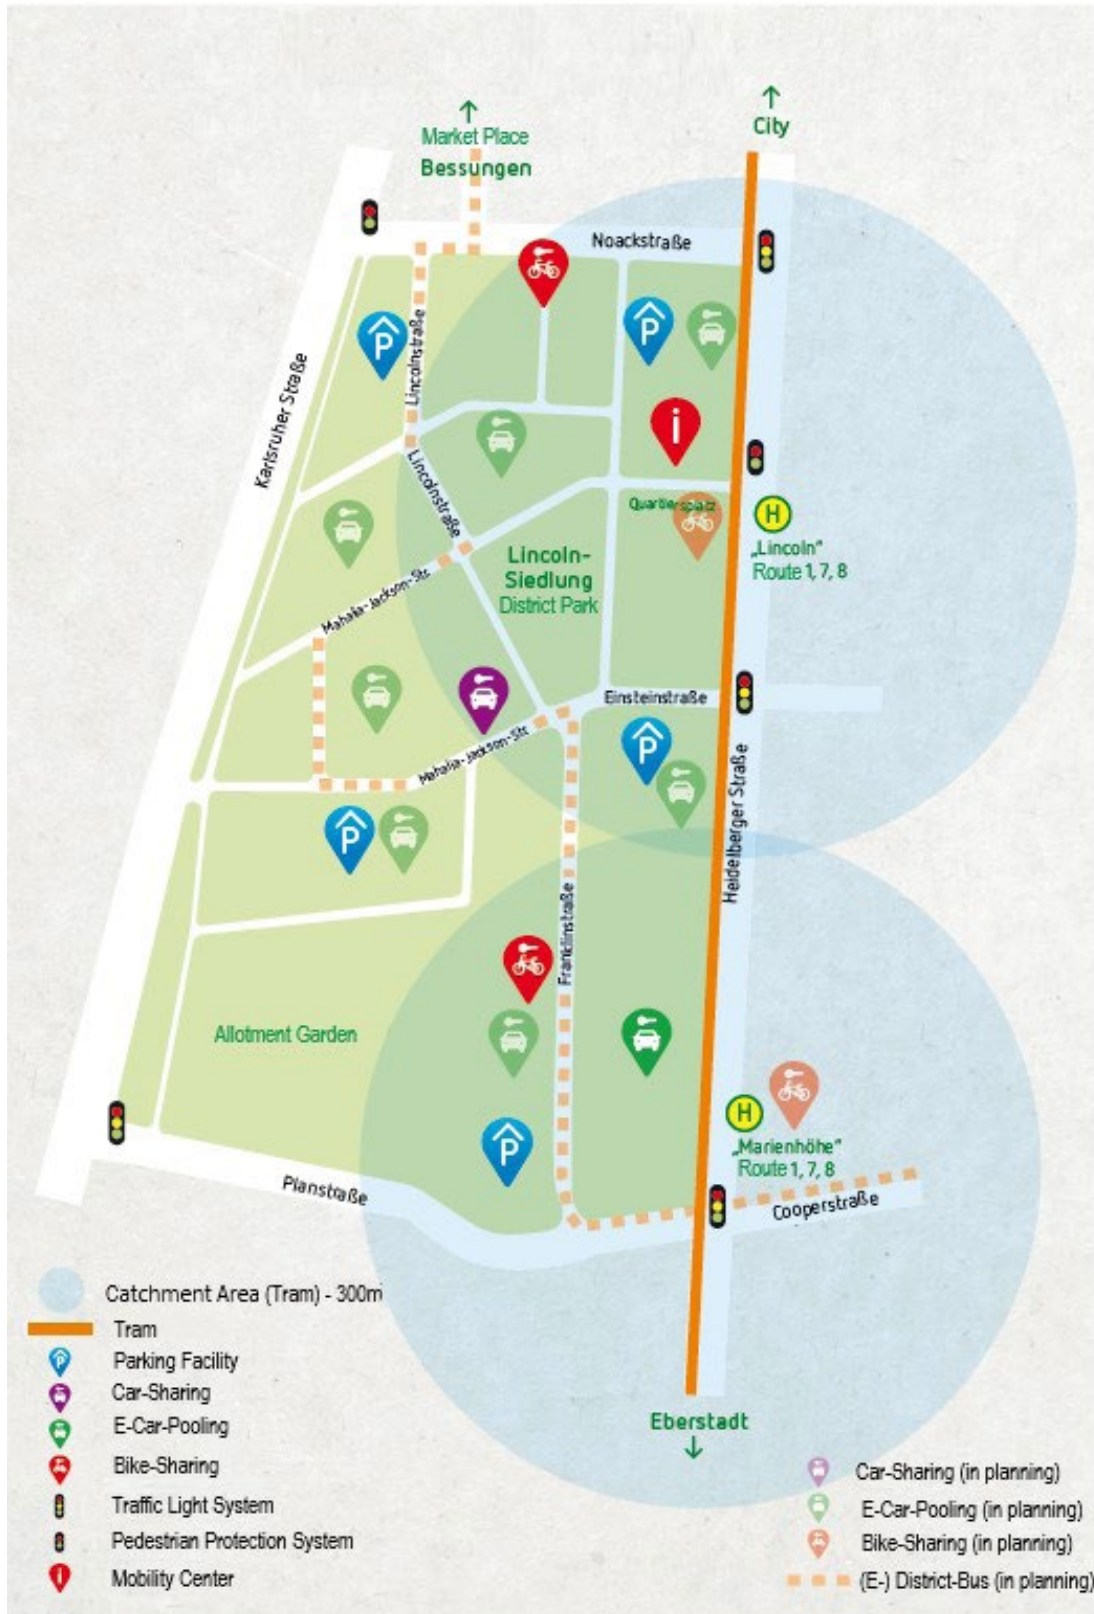 Market Place
Bessungen
City
Noackstraße
Lincolnstraße
Karlsruher Straße
P
P
i
Lincolnstraße
Quartiersplatz
H
„Lincoln“
Route 1, 7, 8
Lincoln-
Siedlung
District Park
Mahalia-Jackson-Str.
Einsteinstraße
P
Mahalia-Jackson-Str.
Heidelberger Straße
P
Franklinstraße
Allotment Garden
H
„Marienhöhe“
Route 1, 7, 8
P
Planstraße
Cooperstraße
Catchment Area (Tram) - 300m
Tram
P
Parking Facility
Car-Sharing
E-Car-Pooling
Bike-Sharing
Traffic Light System
Pedestrian Protection System
i
Mobility Center
Eberstadt
Car-Sharing (in planning)
E-Car-Pooling (in planning)
Bike-Sharing (in planning)
(E-) District-Bus (in planning)